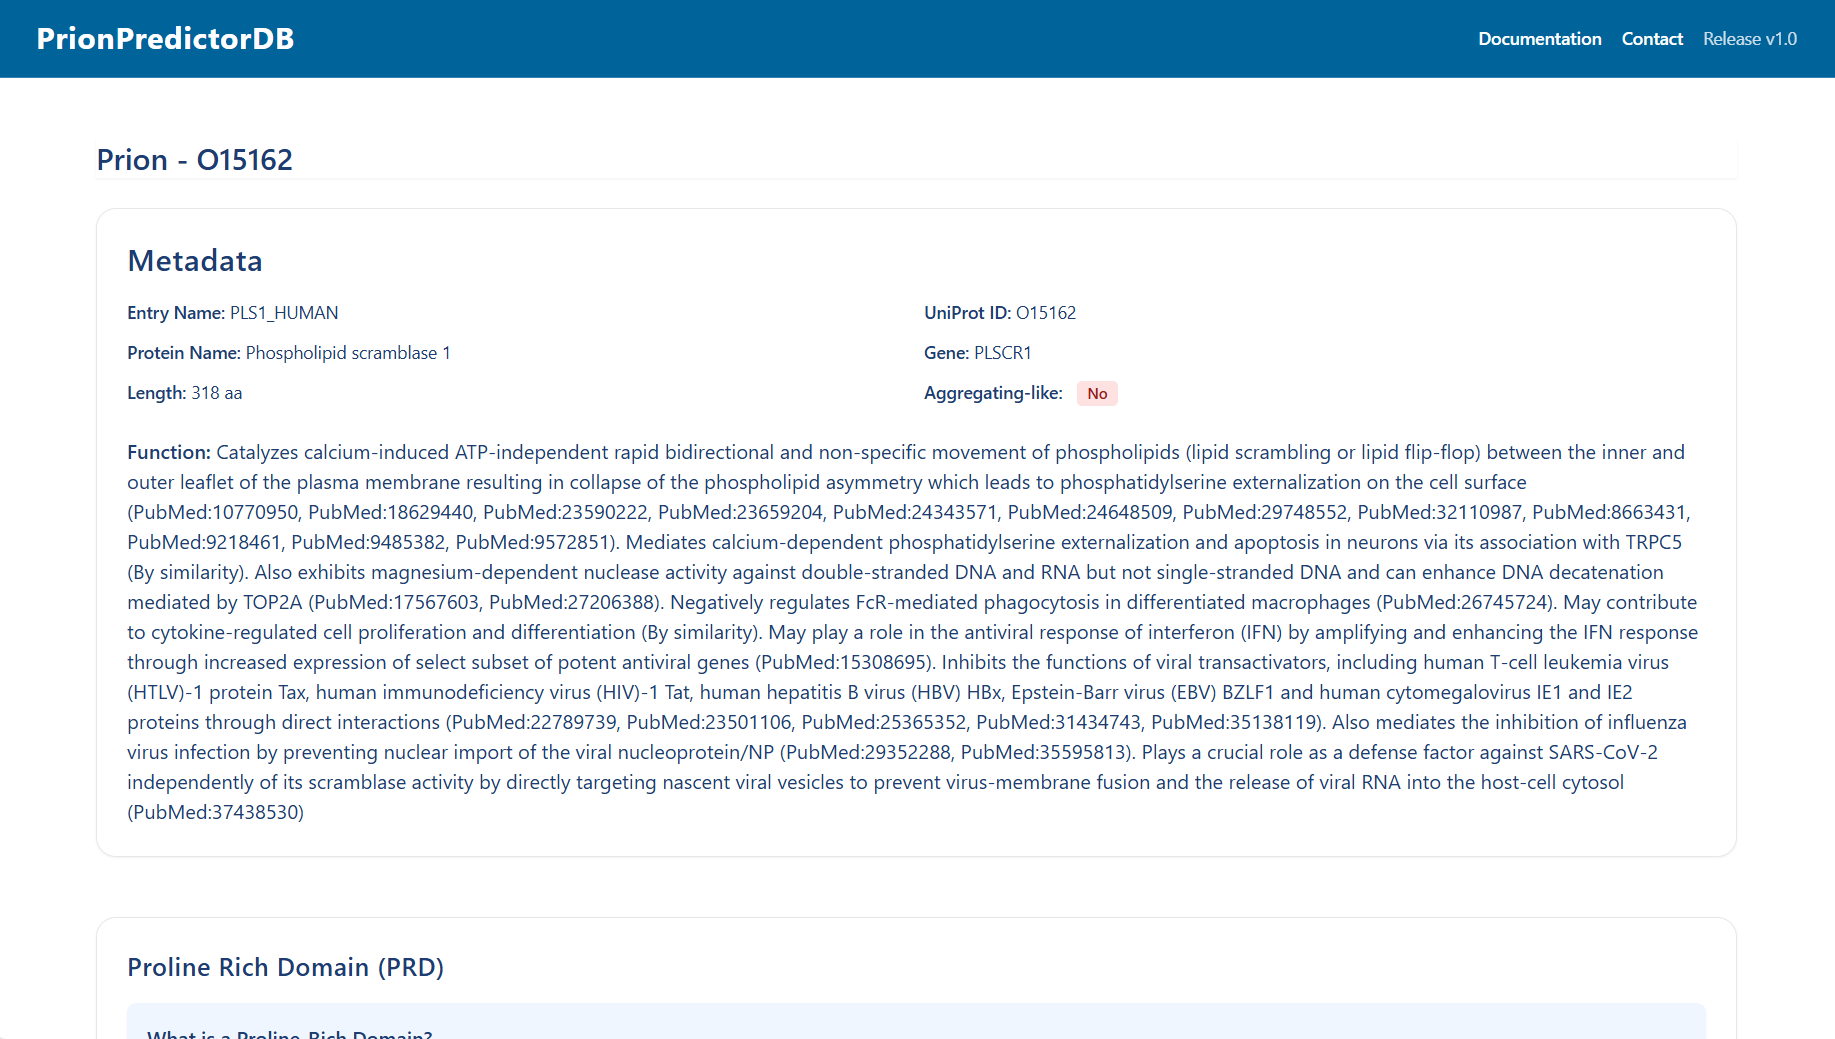 PrionPredictorDB
Documentation Contact Release v1.0
Prion - O15162
Metadata
Entry Name: PLS1_HUMAN
UniProt ID: O15162
Protein Name: Phospholipid scramblase 1
Gene: PLSCR1
Length: 318 aa
Aggregating-like: No
Function: Catalyzes calcium-induced ATP-independent rapid bidirectional and non-specific movement of phospholipids (lipid scrambling or lipid flip-flop) between the inner and
outer leaflet of the plasma membrane resulting in collapse of the phospholipid asymmetry which leads to phosphatidylserine externalization on the cell surface
(PubMed:10770950, PubMed:18629440, PubMed:23590222, PubMed:23659204, PubMed:24343571, PubMed:24648509, PubMed:29748552, PubMed:32110987, PubMed:8663431,
PubMed:9218461, PubMed:9485382, PubMed:9572851). Mediates calcium-dependent phosphatidylserine externalization and apoptosis in neurons via its association with TRPC5
(By similarity). Also exhibits magnesium-dependent nuclease activity against double-stranded DNA and RNA but not single-stranded DNA and can enhance DNA decatenation
mediated by TOP2A (PubMed:17567603, PubMed:27206388). Negatively regulates FcR-mediated phagocytosis in differentiated macrophages (PubMed:26745724). May contribute
to cytokine-regulated cell proliferation and differentiation (By similarity). May play a role in the antiviral response of interferon (IFN) by amplifying and enhancing the IFN response
through increased expression of select subset of potent antiviral genes (PubMed:15308695). Inhibits the functions of viral transactivators, including human T-cell leukemia virus
(HTLV)-1 protein Tax, human immunodeficiency virus (HIV)-1 Tat, human hepatitis B virus (HBV) HBx, Epstein-Barr virus (EBV) BZLF1 and human cytomegalovirus IE1 and IE2
proteins through direct interactions (PubMed:22789739, PubMed:23501106, PubMed:25365352, PubMed:31434743, PubMed:35138119). Also mediates the inhibition of influenza
virus infection by preventing nuclear import of the viral nucleoprotein/NP (PubMed:29352288, PubMed:35595813). Plays a crucial role as a defense factor against SARS-CoV-2
independently of its scramblase activity by directly targeting nascent viral vesicles to prevent virus-membrane fusion and the release of viral RNA into the host-cell cytosol
(PubMed:37438530)
Proline Rich Domain (PRD)
What is a Proline-Rich Domain?